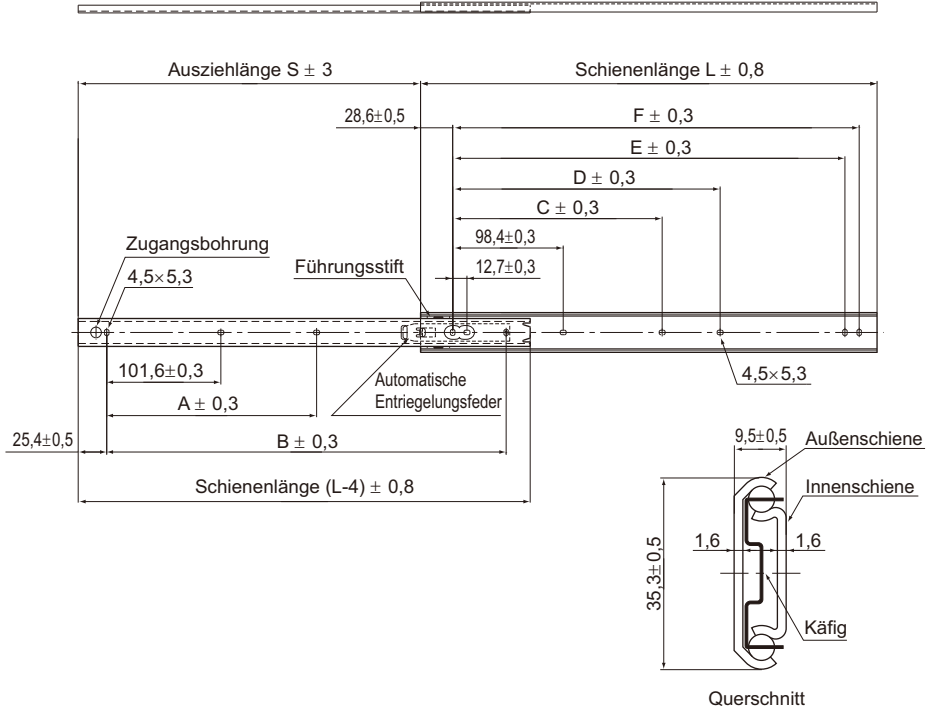 Ausziehlänge S ± 3
Schienenlänge L ± 0,8
28,6±0,5
F ± 0,3
E ± 0,3
D ± 0,3
C ± 0,3
98,4±0,3
12,7±0,3
Zugangsbohrung
4,5×5,3
Führungsstift
101,6±0,3
A ± 0,3
Automatische
Entriegelungsfeder
4,5×5,3
25,4±0,5
B ± 0,3
Schienenlänge (L-4) ± 0,8
9,5±0,5
Außenschiene
Innenschiene
1,6
1,6
35,3±0,5
Käfig
Querschnitt